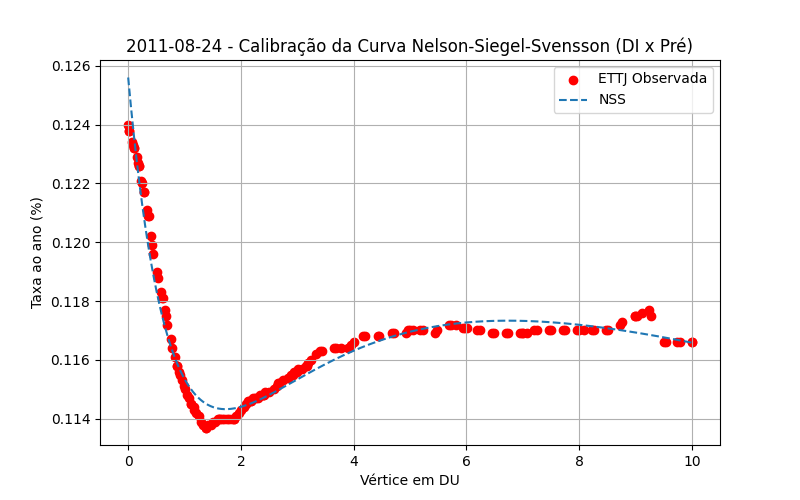 2011-08-24 - Calibração da Curva Nelson-Siegel-Svensson (DI x Pré)
ETTJ Observada
NSS
Taxa ao ano (%)
0.126
0.124
0.122
0.120
0.118
0.116
0.114
0
2
4
6
8
10
Vértice em DU